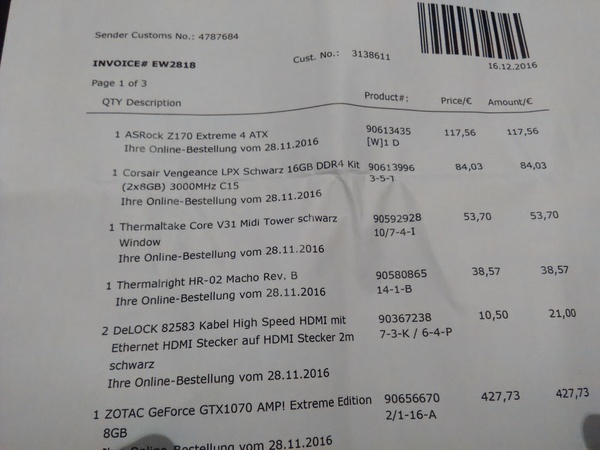 Sender Customs No.: 4787684
Cust. No.: 3138611
INVOICE# EW2818
16.12.2016
Page 1 of 3
QTY Description Product#: Price/€ Amount/€
1 ASRock Z170 Extreme 4 ATX 90613435 117,56 117,56
Ihre Online-Bestellung vom 28.11.2016 [W]1 D
1 Corsair Vengeance LPX Schwarz 16GB DDR4 Kit 90613996 84,03 84,03
(2x8GB) 3000MHz C15 3-5-1
Ihre Online-Bestellung vom 28.11.2016
1 Thermaltake Core V31 Midi Tower schwarz 90592928 53,70 53,70
Window 10/7-4-I
Ihre Online-Bestellung vom 28.11.2016
1 Thermalright HR-02 Macho Rev. B 90580865 38,57 38,57
Ihre Online-Bestellung vom 28.11.2016 14-1-B
2 DeLOCK 82583 Kabel High Speed HDMI mit 90367238 10,50 21,00
Ethernet HDMI Stecker auf HDMI Stecker 2m 7-3-K / 6-4-P
schwarz
Ihre Online-Bestellung vom 28.11.2016
1 ZOTAC GeForce GTX1070 AMP! Extreme Edition 90656670 427,73 427,73
8GB 2/1-16-A
Online-Bestellung vom 28.11.2016